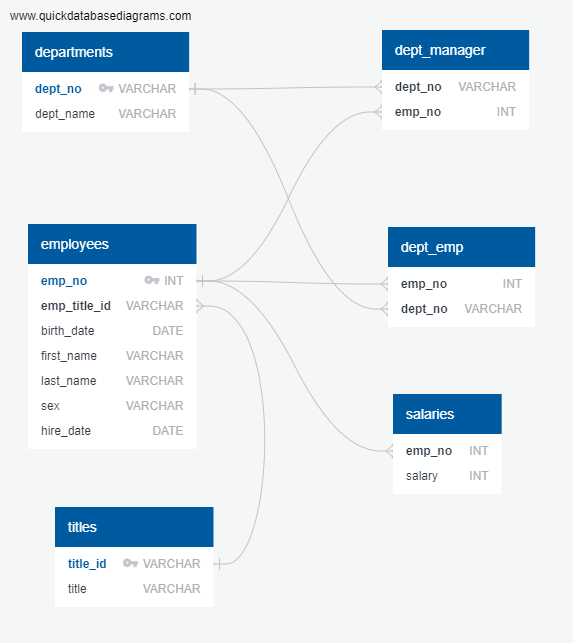 www.quickdatabasediagrams.com
departments
dept_no VARCHAR
dept_name VARCHAR
dept_manager
dept_no VARCHAR
emp_no INT
employees
emp_no INT
emp_title_id VARCHAR
birth_date DATE
first_name VARCHAR
last_name VARCHAR
sex VARCHAR
hire_date DATE
dept_emp
emp_no INT
dept_no VARCHAR
salaries
emp_no INT
salary INT
titles
title_id VARCHAR
title VARCHAR